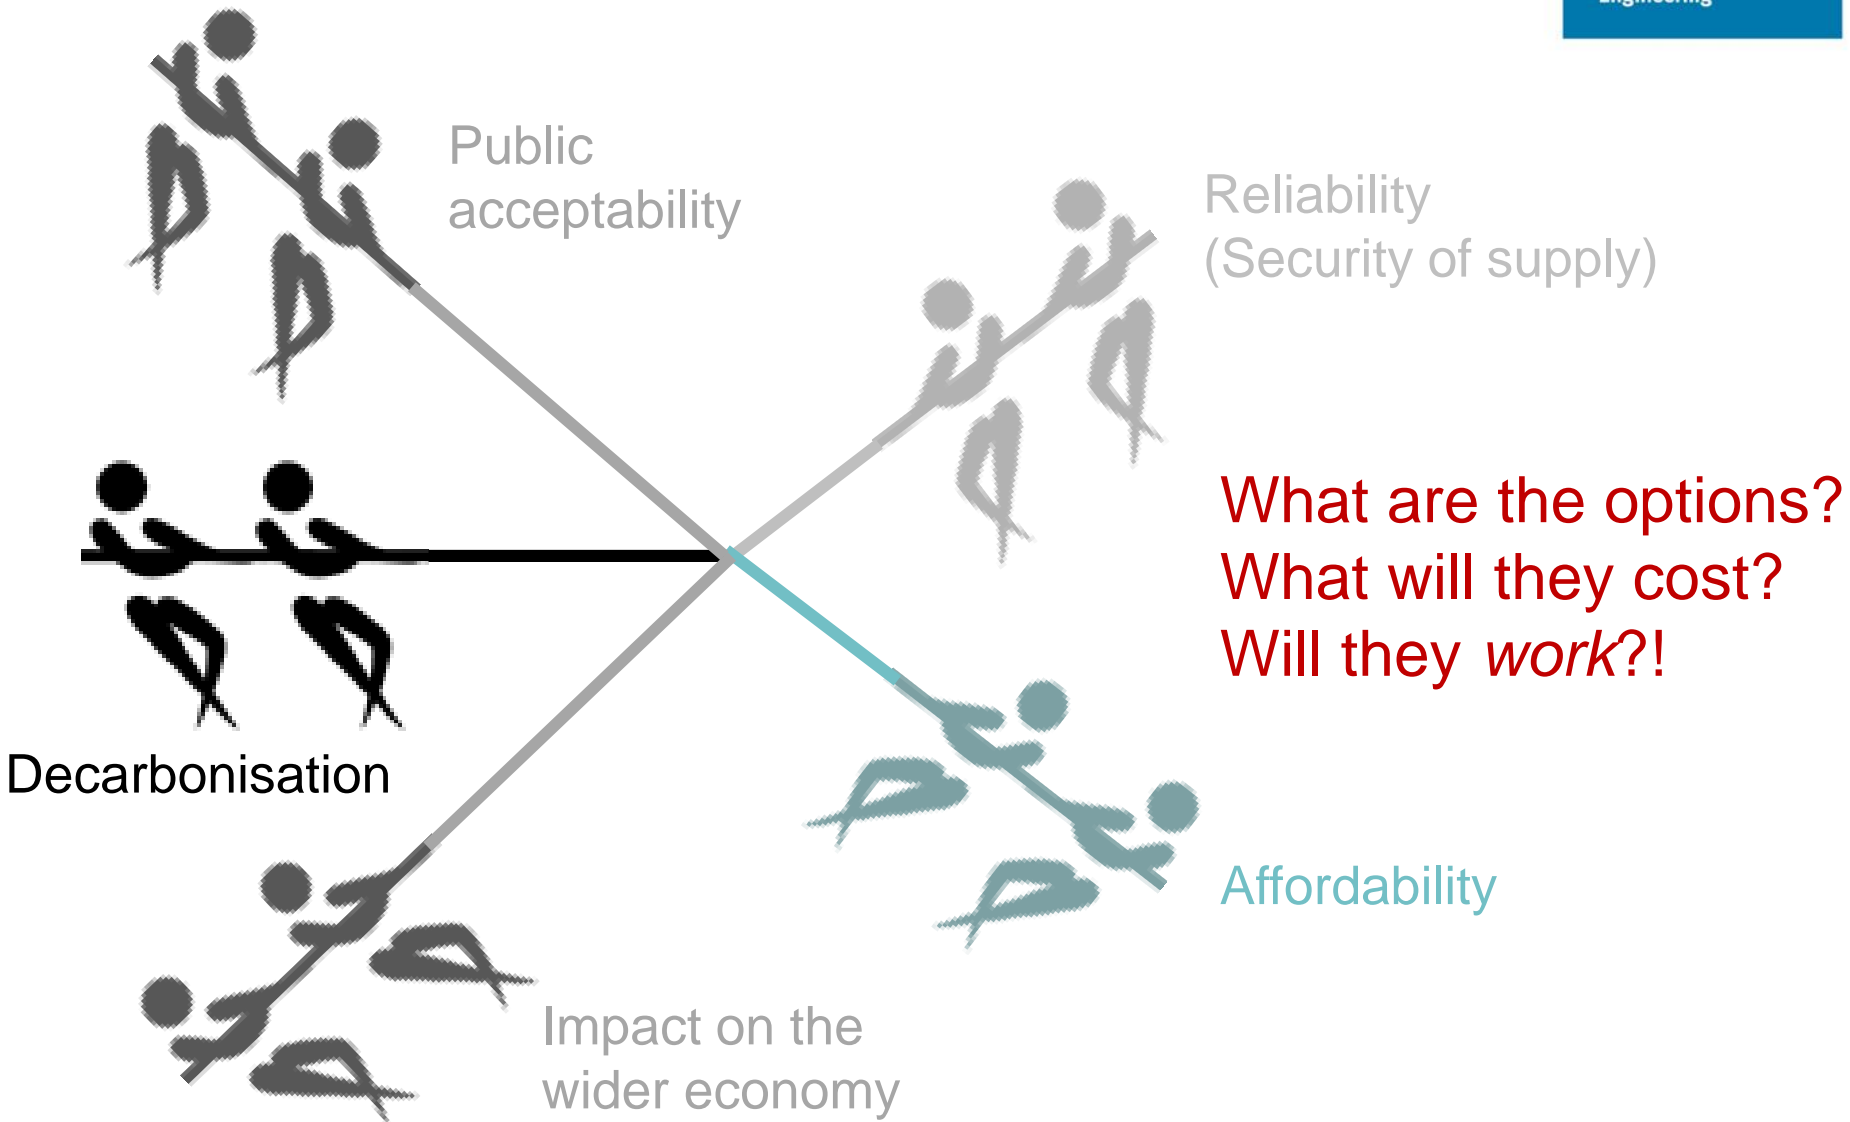 Engineering
Public
acceptability
Reliability
(Security of supply)
What are the options?
What will they cost?
Will they work?!
Decarbonisation
Affordability
Impact on the
wider economy